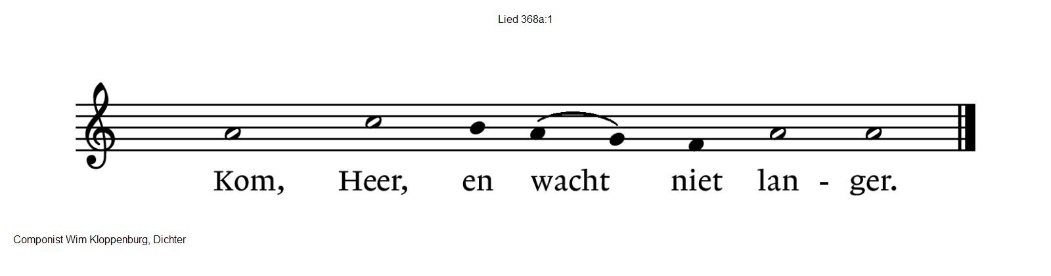 Lied 368a:1
Kom, Heer, en wacht niet lan - ger.
Componist Wim Kloppenburg, Dichter